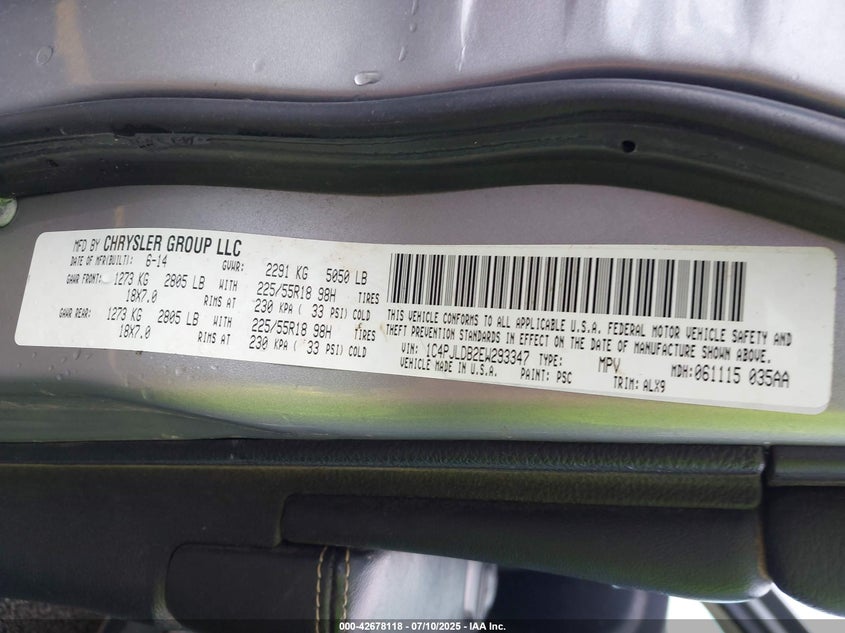 MFD BY CHRYSLER GROUP LLC
DATE OF MFR(BUILT): 6-14 GVWR: 2291 KG 5050 LB
GAWR FRONT: 1273 KG 2805 LB WITH 225/55R18 98H TIRES
18X7.0 RIMS AT 230 KPA ( 33 PSI) COLD
GAWR REAR: 1273 KG 2805 LB WITH 225/55R18 98H TIRES
18X7.0 RIMS AT 230 KPA ( 33 PSI) COLD
THIS VEHICLE CONFORMS TO ALL APPLICABLE U.S.A. FEDERAL MOTOR VEHICLE SAFETY AND
THEFT PREVENTION STANDARDS IN EFFECT ON THE DATE OF MANUFACTURE SHOWN ABOVE.
VIN: 1C4PJLDB2EW293347 TYPE: MPV MDH: 061115 035AA
VEHICLE MADE IN U.S.A. PAINT: PSC TRIM: ALX9
000-42678118 - 07/10/2025 - IAA Inc.